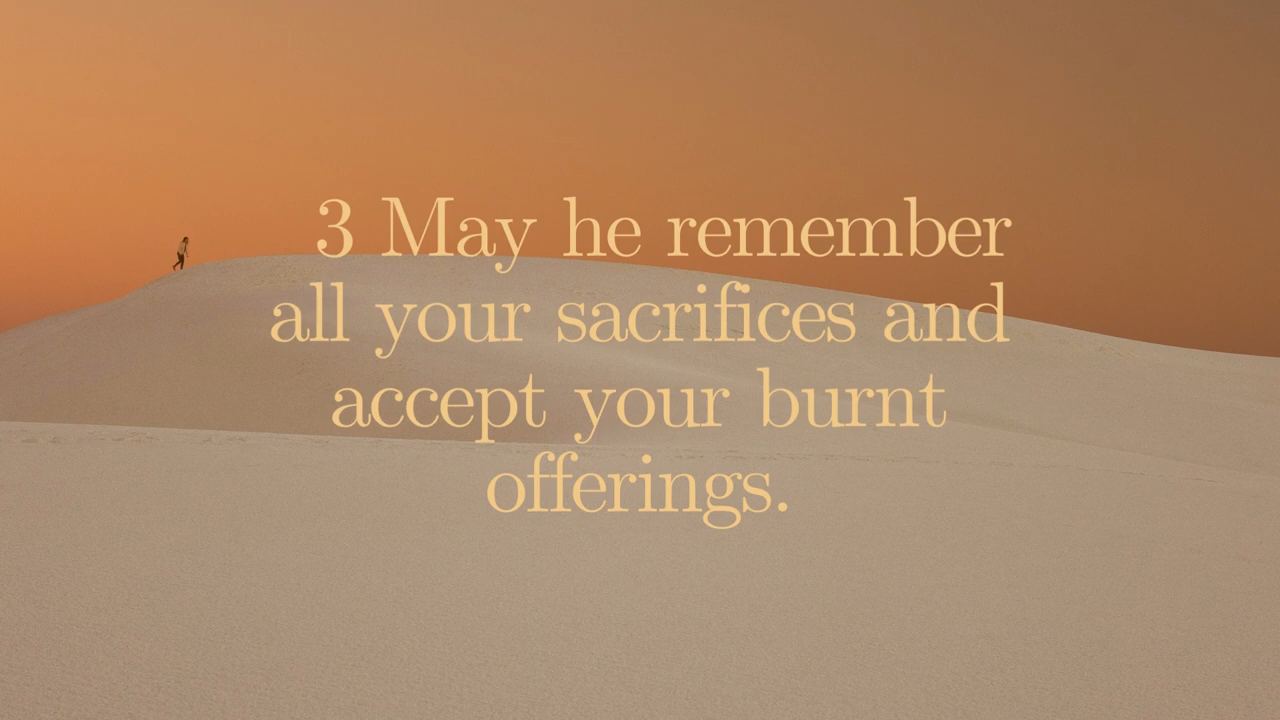 3 May he remember
all your sacrifices and
accept your burnt
offerings.